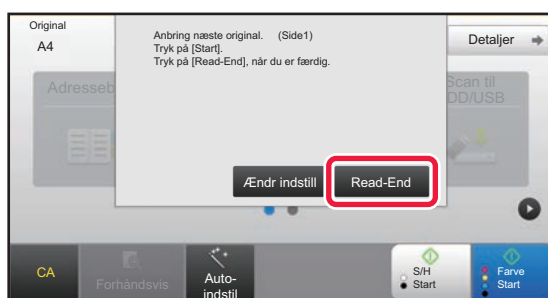 Original
A4
Anbring næste original. (Side1)
Tryk på [Start].
Tryk på [Read-End], når du er færdig.
Detaljer
Adresseb
Scan til
DD/USB
Ændr indstill
Read-End
CA
Forhåndsvis
Auto-
indstil
S/H
Start
Farve
Start